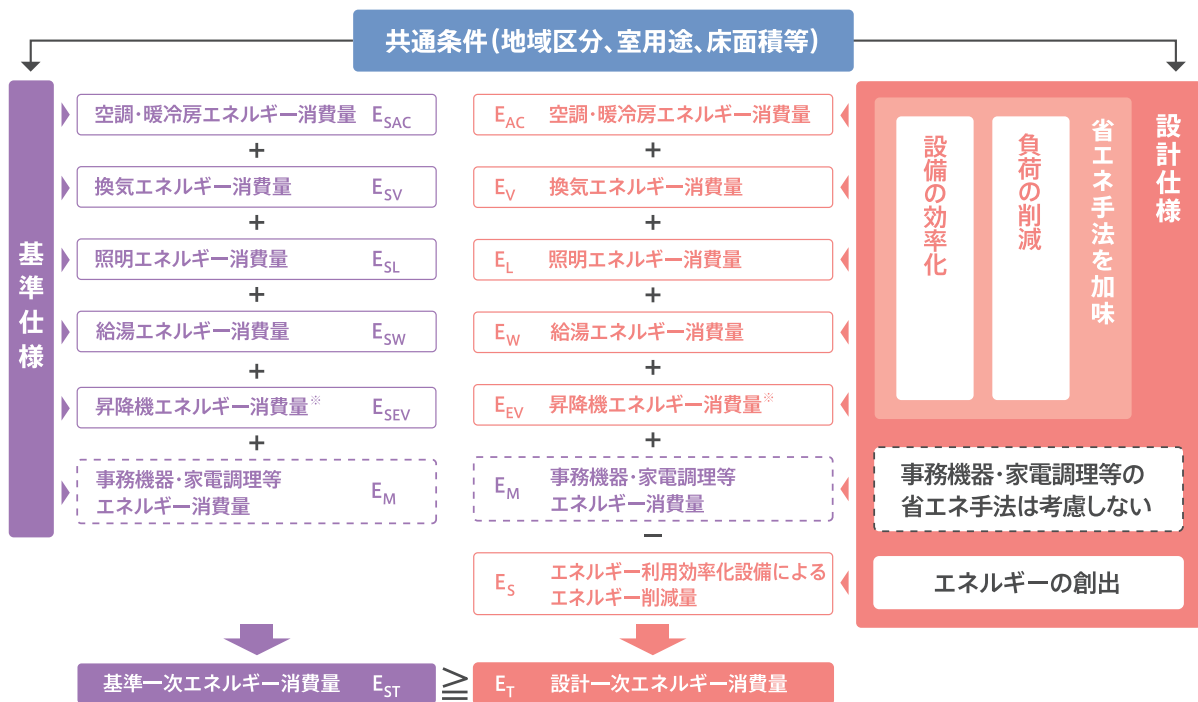 共通条件(地域区分、室用途、床面積等)
基準仕様
空調・暖冷房エネルギー消費量 ESAC
+
換気エネルギー消費量 ESV
+
照明エネルギー消費量 ESL
+
給湯エネルギー消費量 ESW
+
昇降機エネルギー消費量※ ESEV
+
事務機器・家電調理等
エネルギー消費量 EM
基準一次エネルギー消費量 EST
≧
EAC 空調・暖冷房エネルギー消費量
+
EV 換気エネルギー消費量
+
EL 照明エネルギー消費量
+
EW 給湯エネルギー消費量
+
EEV 昇降機エネルギー消費量※
+
EM 事務機器・家電調理等
エネルギー消費量
−
ES エネルギー利用効率化設備による
エネルギー削減量
ET 設計一次エネルギー消費量
設計仕様
省エネ手法を加味
負荷の削減
設備の効率化
事務機器・家電調理等の
省エネ手法は考慮しない
エネルギーの創出